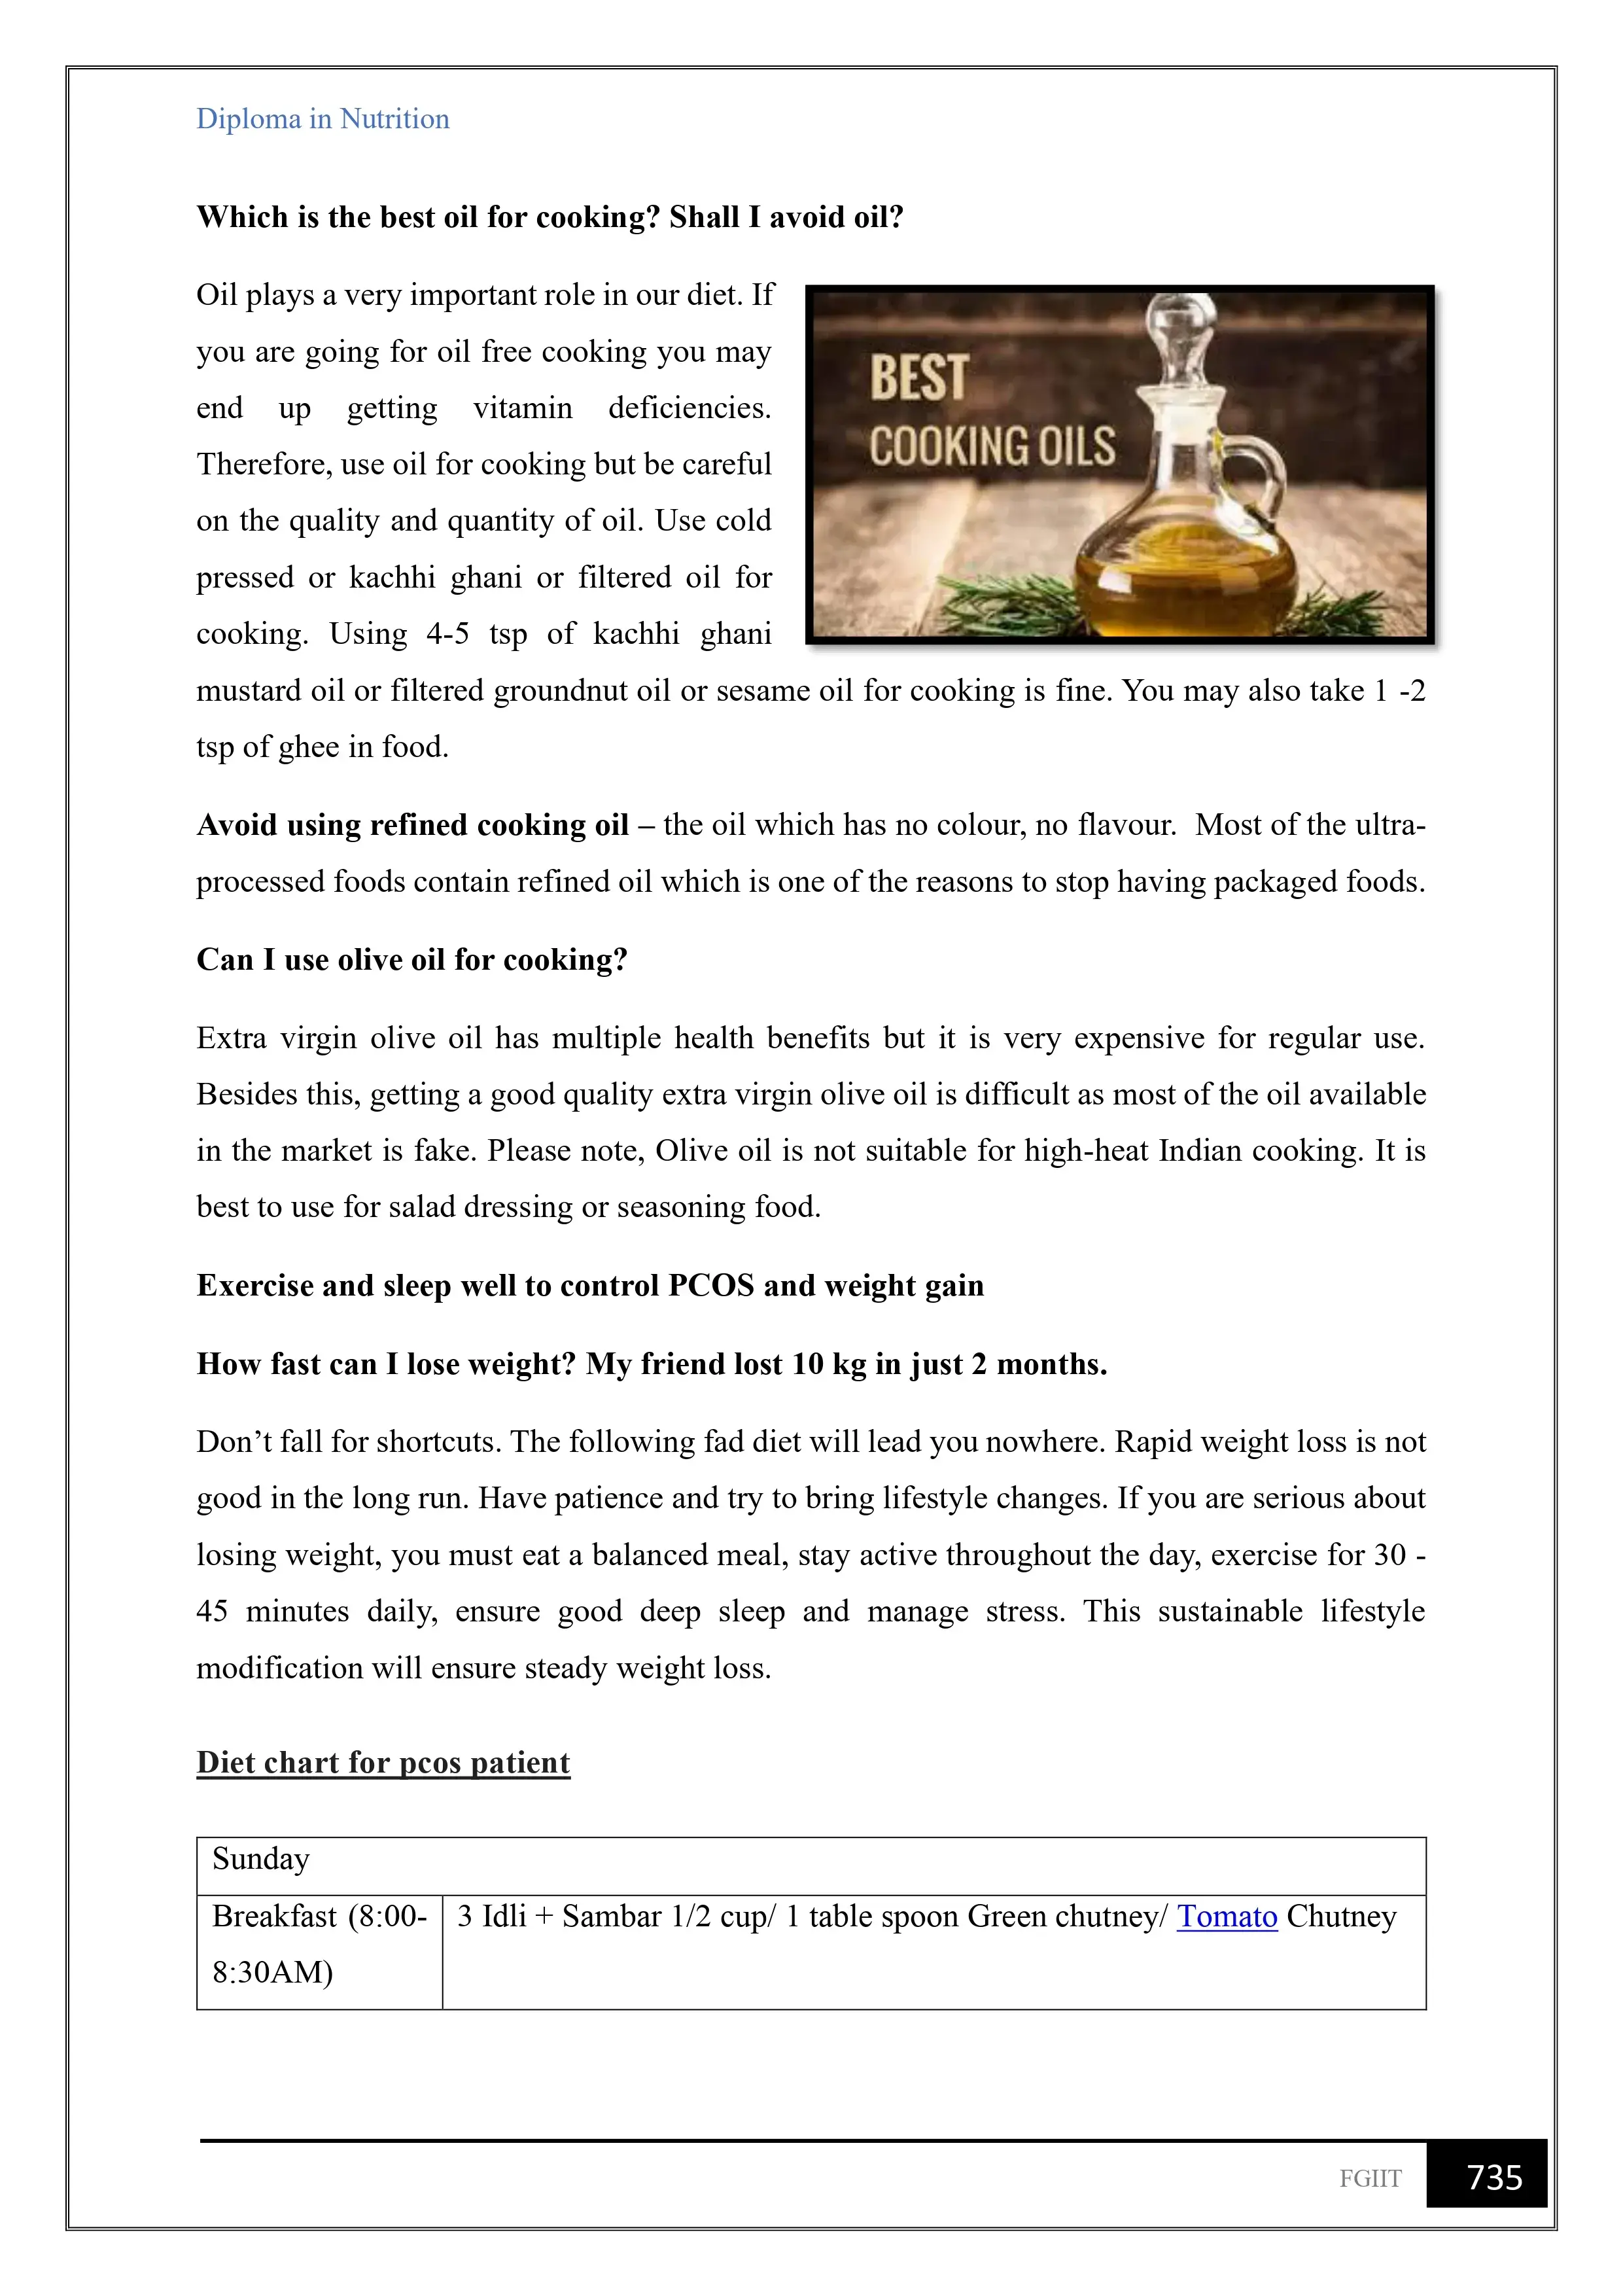 Diploma in Nutrition
Which is the best oil for cooking? Shall I avoid oil?
Oil plays a very important role in our diet. If
you are going for oil free cooking you may
end up getting vitamin deficiencies.
Therefore, use oil for cooking but be careful
on the quality and quantity of oil. Use cold
pressed or kachhi ghani or filtered oil for
cooking. Using 4-5 tsp of kachhi ghani
BEST
COOKING OILS
mustard oil or filtered groundnut oil or sesame oil for cooking is fine. You may also take 1 -2
tsp of ghee in food.
Avoid using refined cooking oil – the oil which has no colour, no flavour.  Most of the ultra-
processed foods contain refined oil which is one of the reasons to stop having packaged foods.
Can I use olive oil for cooking?
Extra virgin olive oil has multiple health benefits but it is very expensive for regular use.
Besides this, getting a good quality extra virgin olive oil is difficult as most of the oil available
in the market is fake. Please note, Olive oil is not suitable for high-heat Indian cooking. It is
best to use for salad dressing or seasoning food.
Exercise and sleep well to control PCOS and weight gain
How fast can I lose weight? My friend lost 10 kg in just 2 months.
Don’t fall for shortcuts. The following fad diet will lead you nowhere. Rapid weight loss is not
good in the long run. Have patience and try to bring lifestyle changes. If you are serious about
losing weight, you must eat a balanced meal, stay active throughout the day, exercise for 30 -
45 minutes daily, ensure good deep sleep and manage stress. This sustainable lifestyle
modification will ensure steady weight loss.
Diet chart for pcos patient
Sunday
Breakfast (8:00-
8:30AM)
3 Idli + Sambar 1/2 cup/ 1 table spoon Green chutney/ Tomato Chutney
FGIIT
735